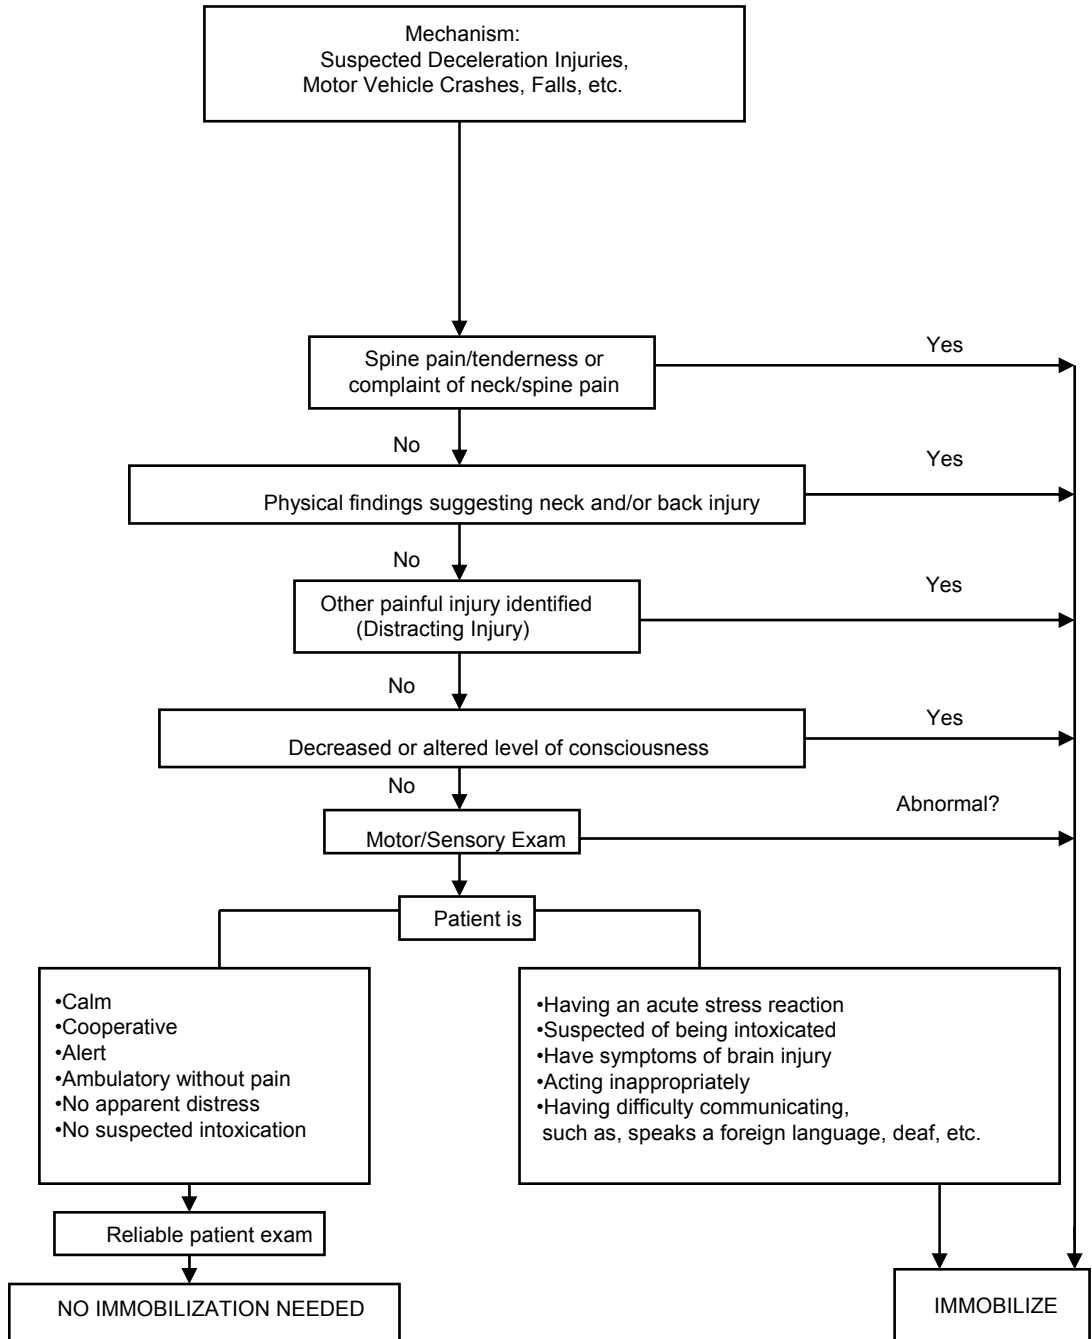 Mechanism:
Suspected Deceleration Injuries,
Motor Vehicle Crashes, Falls, etc.
Spine pain/tenderness or
complaint of neck/spine pain
Yes
No
Physical findings suggesting neck and/or back injury
Yes
No
Other painful injury identified
(Distracting Injury)
Yes
No
Decreased or altered level of consciousness
Yes
No
Motor/Sensory Exam
Abnormal?
Patient is
•Calm
•Cooperative
•Alert
•Ambulatory without pain
•No apparent distress
•No suspected intoxication
•Having an acute stress reaction
•Suspected of being intoxicated
•Have symptoms of brain injury
•Acting inappropriately
•Having difficulty communicating,
such as, speaks a foreign language, deaf, etc.
Reliable patient exam
NO IMMOBILIZATION NEEDED
IMMOBILIZE